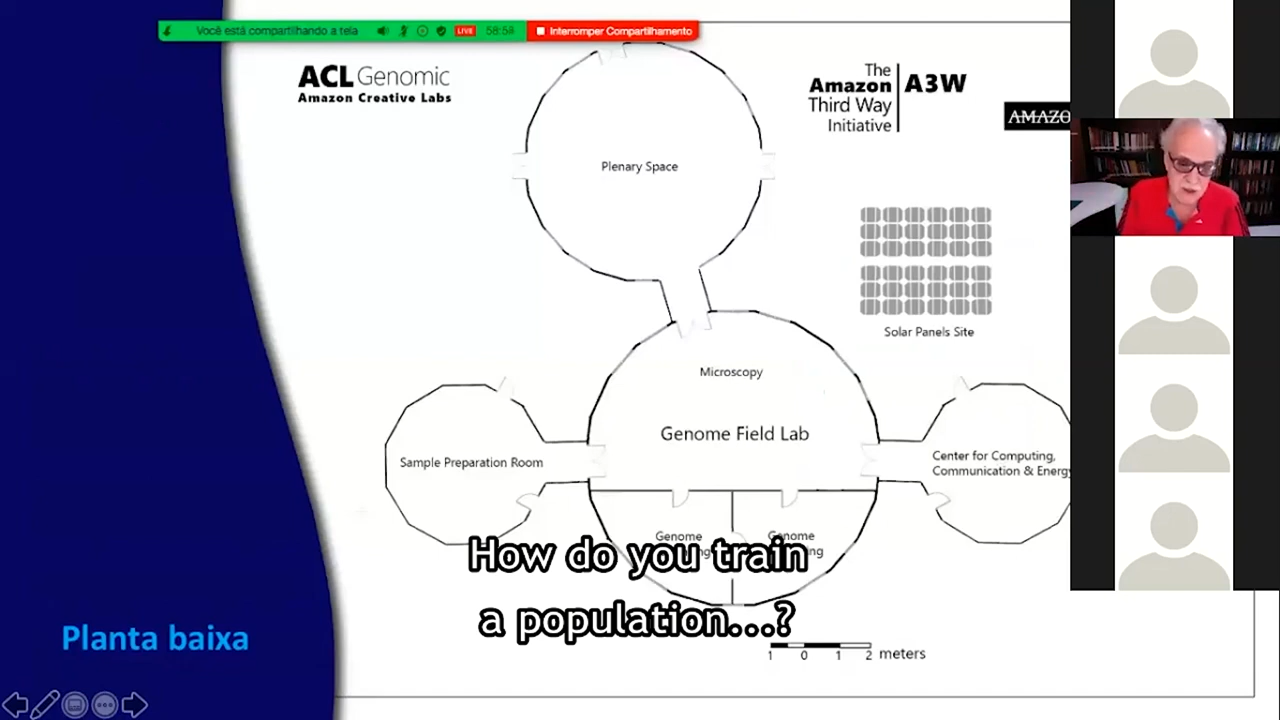 Você está compartilhando a tela
LIVE
58:59
Interromper Compartilhamento
ACL Genomic
Amazon Creative Labs
The
Amazon
Third Way
Initiative
A3W
AMAZO
Plenary Space
Solar Panels Site
Microscopy
Genome Field Lab
Sample Preparation Room
Center for Computing,
Communication & Energy
Genome
Genome
How do you train
a population...?
Planta baixa
1 0 1 2 meters